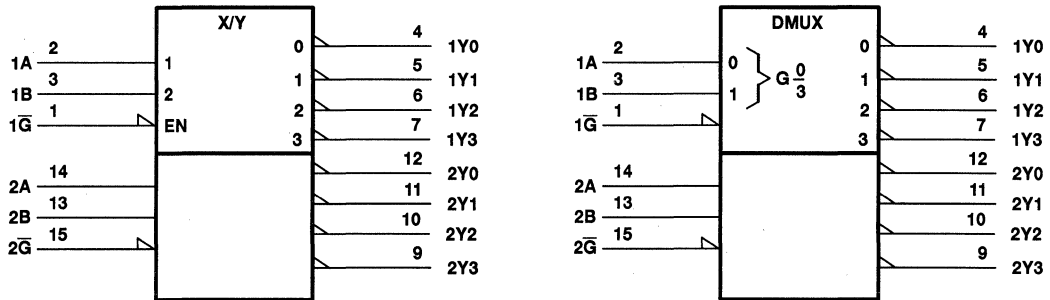 X/Y
1A 2 1 0 4 1Y0
1B 3 2 1 5 1Y1
1G̅ 1 EN 2 6 1Y2
3 7 1Y3
2A 14 12 2Y0
2B 13 11 2Y1
2G̅ 15 10 2Y2
9 2Y3
DMUX
1A 2 0 G 0/3 0 4 1Y0
1B 3 1 1 5 1Y1
1G̅ 1 2 6 1Y2
3 7 1Y3
2A 14 12 2Y0
2B 13 11 2Y1
2G̅ 15 10 2Y2
9 2Y3